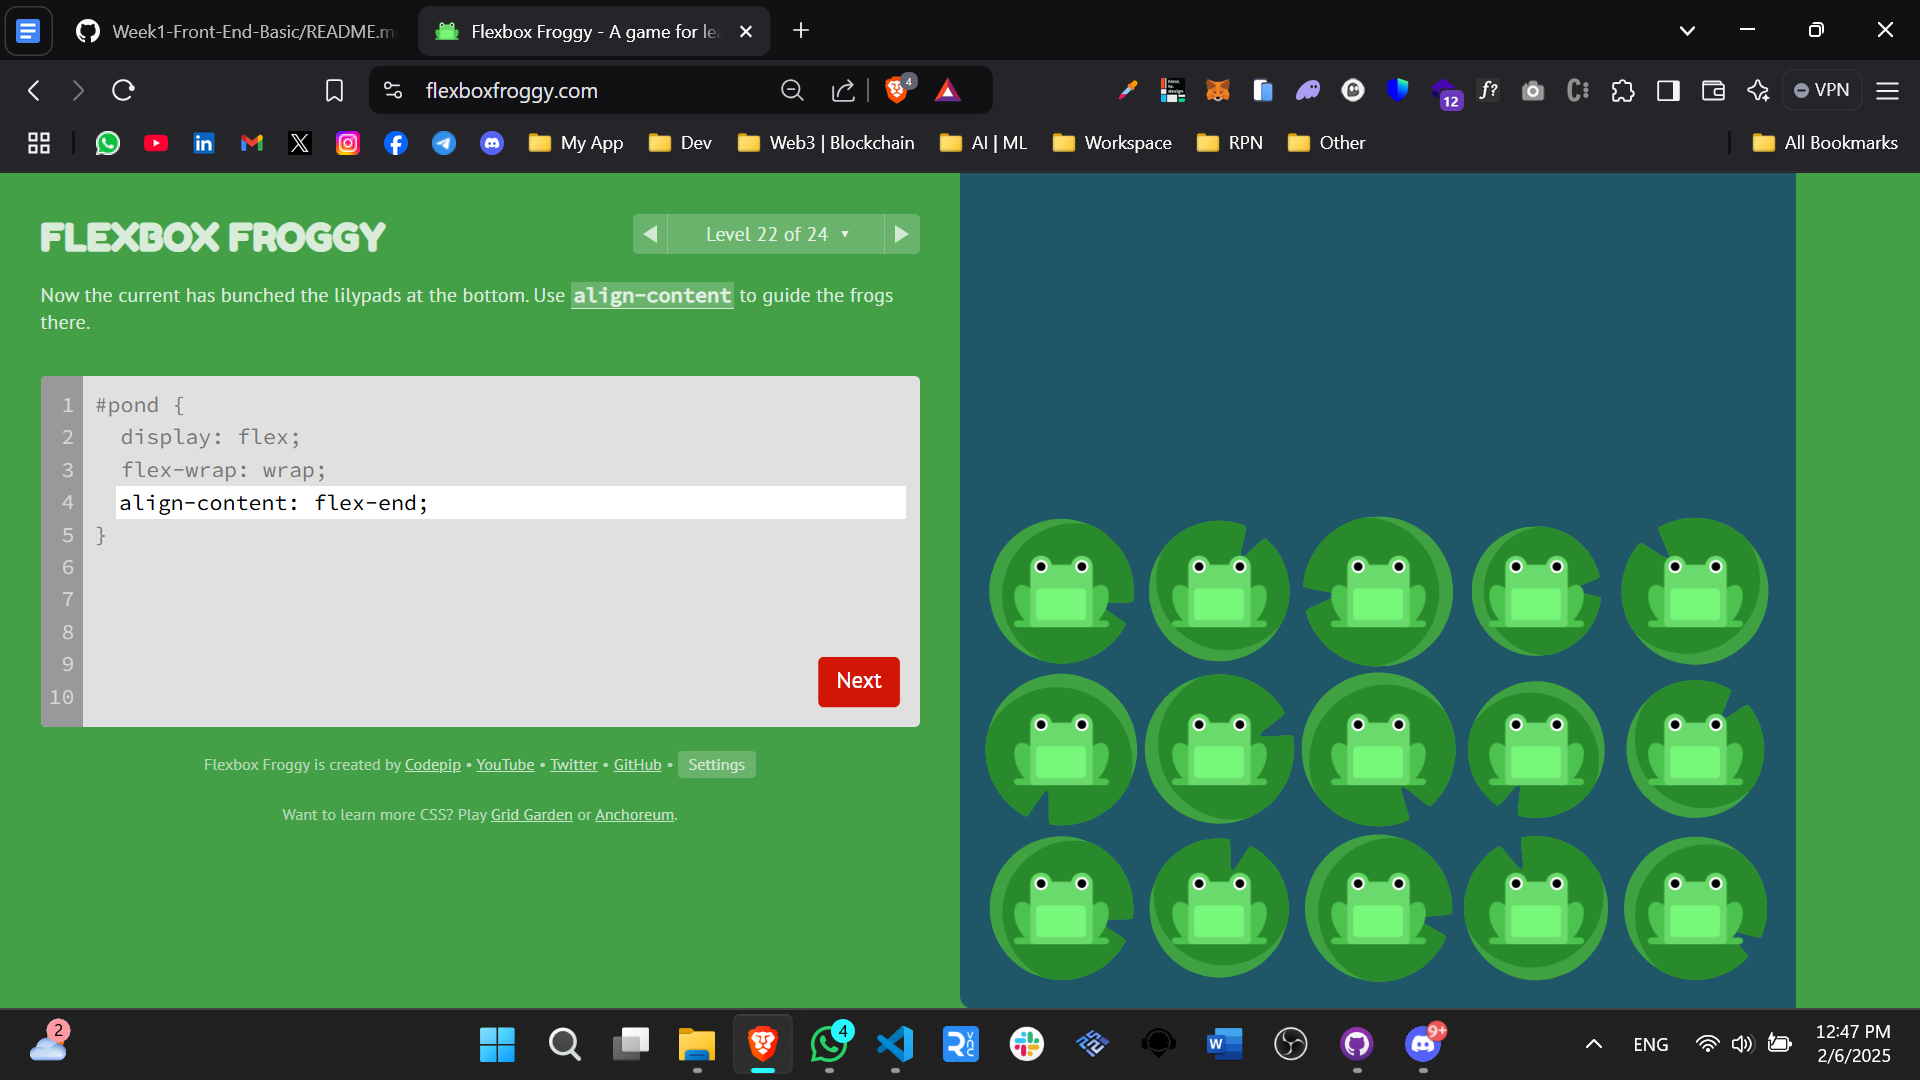 Week1-Front-End-Basic/README.m
Flexbox Froggy - A game for le
flexboxfroggy.com
4
12
f?
VPN
My App
Dev
Web3 | Blockchain
AI | ML
Workspace
RPN
Other
All Bookmarks
FLEXBOX FROGGY
Level 22 of 24 ▼
Now the current has bunched the lilypads at the bottom. Use align-content to guide the frogs
there.
1 #pond {
2 display: flex;
3 flex-wrap: wrap;
4 align-content: flex-end;
5 }
6
7
8
9
10
Next
Flexbox Froggy is created by Codepip • YouTube • Twitter • GitHub • Settings
Want to learn more CSS? Play Grid Garden or Anchoreum.
2
4
9+
ENG
12:47 PM
2/6/2025